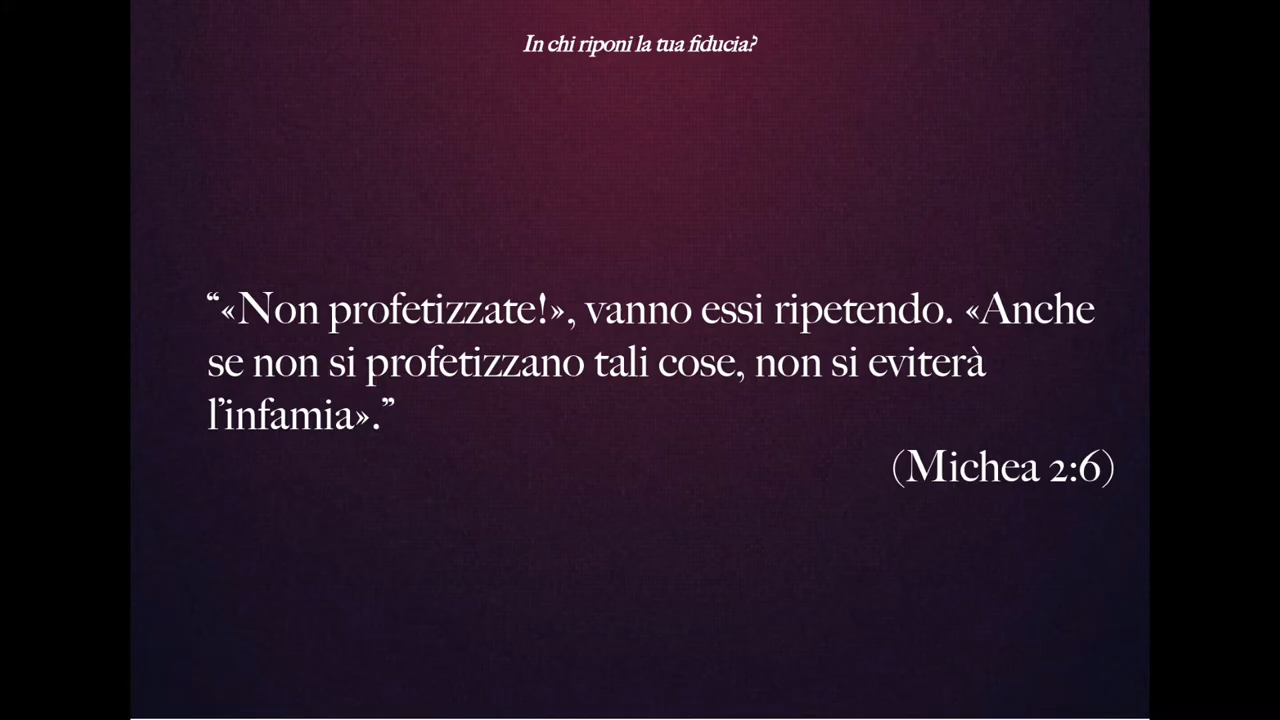 In chi riponi la tua fiducia?
“«Non profetizzate!», vanno essi ripetendo. «Anche
se non si profetizzano tali cose, non si eviterà
l’infamia».”
(Michea 2:6)